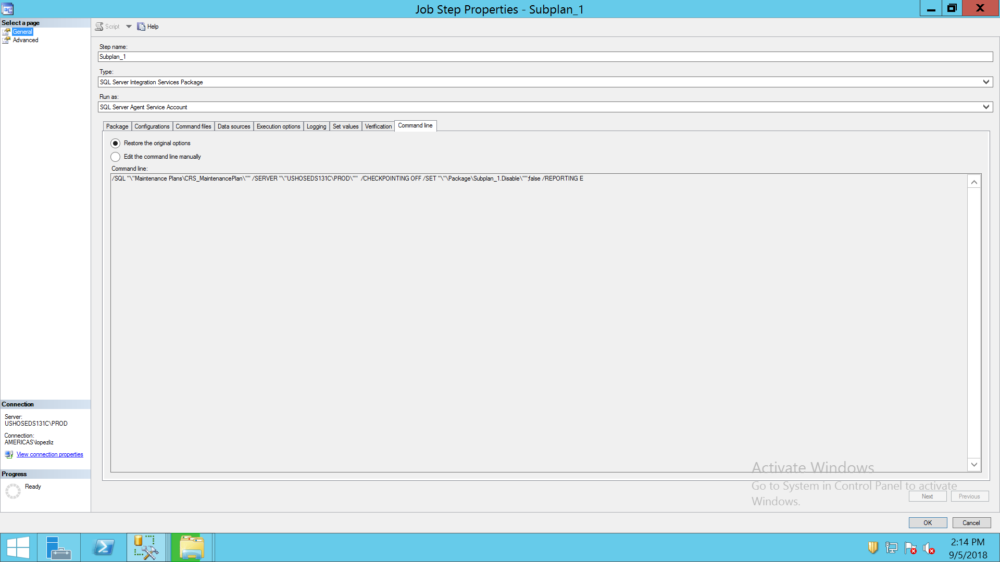 Job Step Properties - Subplan_1
Select a page
General
Advanced
Script
Help
Step name:
Subplan_1
Type:
SQL Server Integration Services Package
Run as:
SQL Server Agent Service Account
Package
Configurations
Command files
Data sources
Execution options
Logging
Set values
Verification
Command line
Restore the original options
Edit the command line manually
Command line:
/SQL "\"Maintenance Plans\CRS_MaintenancePlan\"" /SERVER "\"USHOSEDS131C\PROD\""  /CHECKPOINTING OFF /SET "\"\Package\Subplan_1.Disable\"";false /REPORTING E
Connection
Server:
USHOSEDS131C\PROD
Connection:
AMERICAS\lopezliz
View connection properties
Progress
Ready
Activate Windows
Go to System in Control Panel to activate
Windows.
Next
Previous
OK
Cancel
2:14 PM
9/5/2018